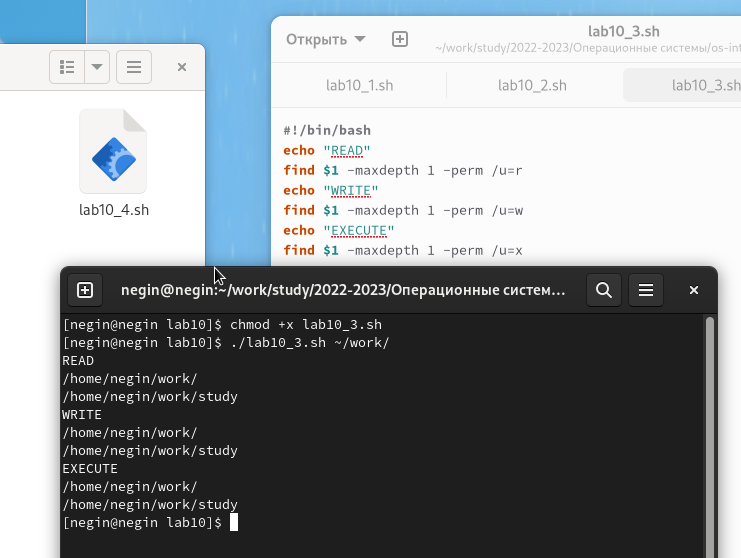 lab10_4.sh
Открыть
lab10_3.sh
~/work/study/2022-2023/Операционные системы/os-int
lab10_1.sh
lab10_2.sh
lab10_3.sh
#!/bin/bash
echo "READ"
find $1 -maxdepth 1 -perm /u=r
echo "WRITE"
find $1 -maxdepth 1 -perm /u=w
echo "EXECUTE"
find $1 -maxdepth 1 -perm /u=x
negin@negin:~/work/study/2022-2023/Операционные систем...
[negin@negin lab10]$ chmod +x lab10_3.sh
[negin@negin lab10]$ ./lab10_3.sh ~/work/
READ
/home/negin/work/
/home/negin/work/study
WRITE
/home/negin/work/
/home/negin/work/study
EXECUTE
/home/negin/work/
/home/negin/work/study
[negin@negin lab10]$